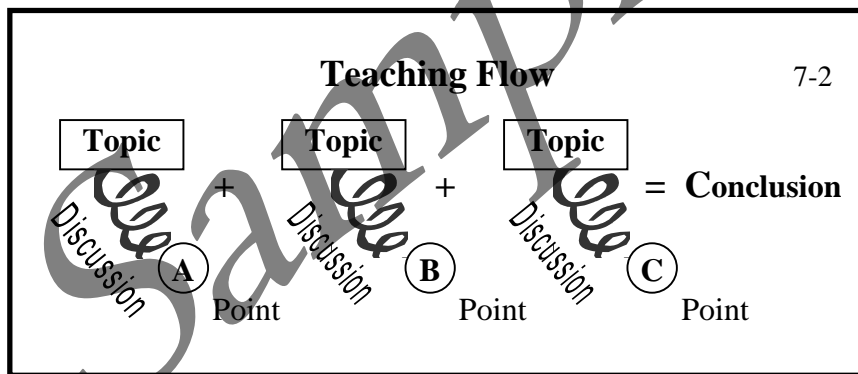 Teaching Flow 7-2
Topic Topic Topic
+ + = Conclusion
Discussion Discussion Discussion
A B C
Point Point Point
Sample